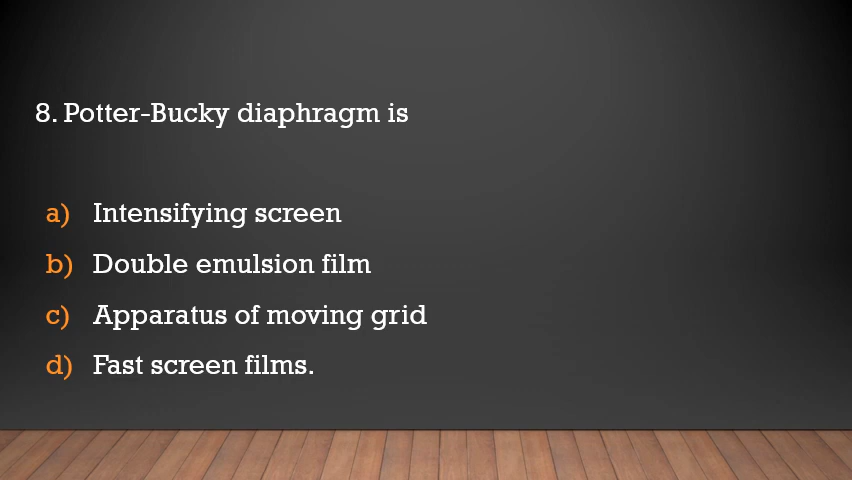 8. Potter-Bucky diaphragm is
a) Intensifying screen
b) Double emulsion film
c) Apparatus of moving grid
d) Fast screen films.